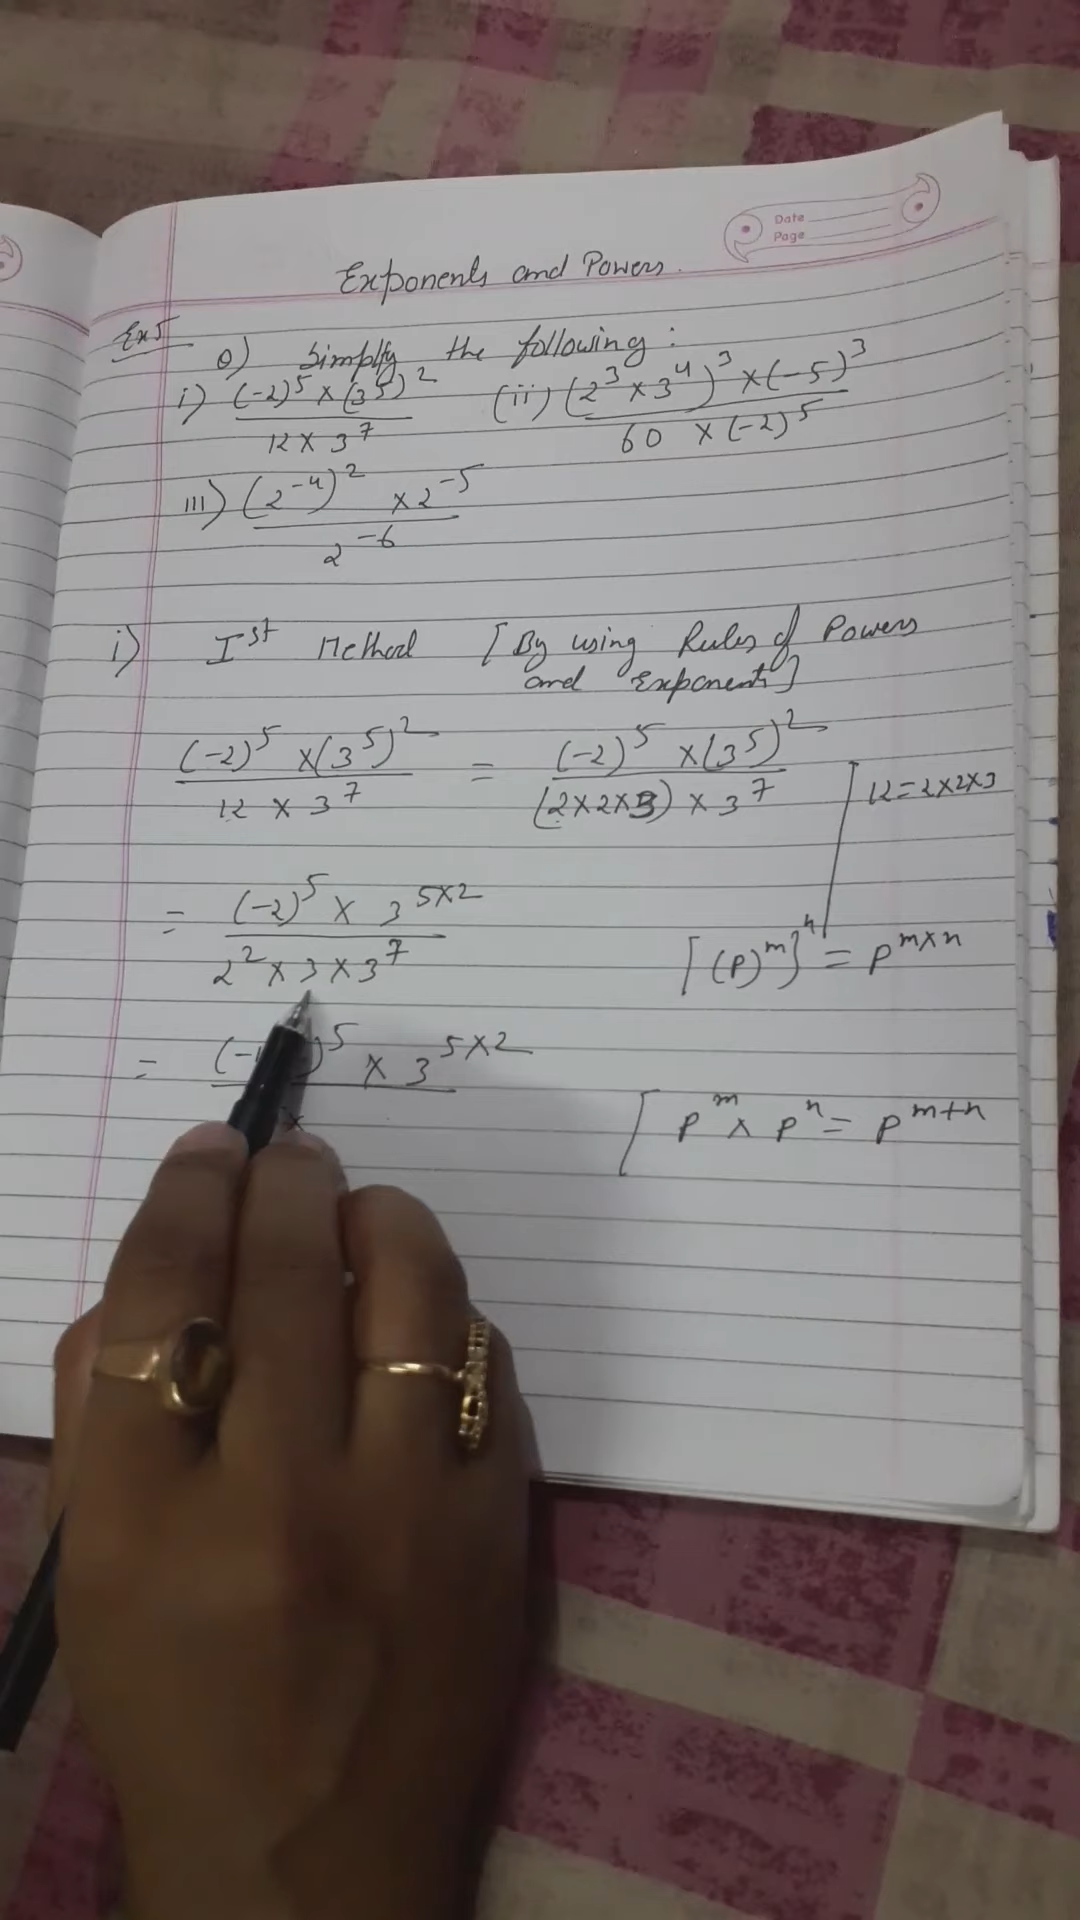 Date
Page
Exponents and Powers.
Ex 5
Q) Simplify the following:
i) ((-2)^5 × (3^5)^2) / (12 × 3^7) (ii) ((2^3 × 3^4)^3 × (-5)^3) / (60 × (-2)^5)
iii) ((2^-4)^2 × 2^-5) / (2^-6)
i) Ist Method [By using Rules of Powers
and Exponents]
((-2)^5 × (3^5)^2) / (12 × 3^7) = ((-2)^5 × (3^5)^2) / ((2×2×3) × 3^7) [12=2×2×3
= ((-2)^5 × 3^5×2) / (2^2 × 3 × 3^7) [(P)^m]^n = P^m×n
= (-1 )^5 × 3^5×2
× [P^m × P^n = P^m+n